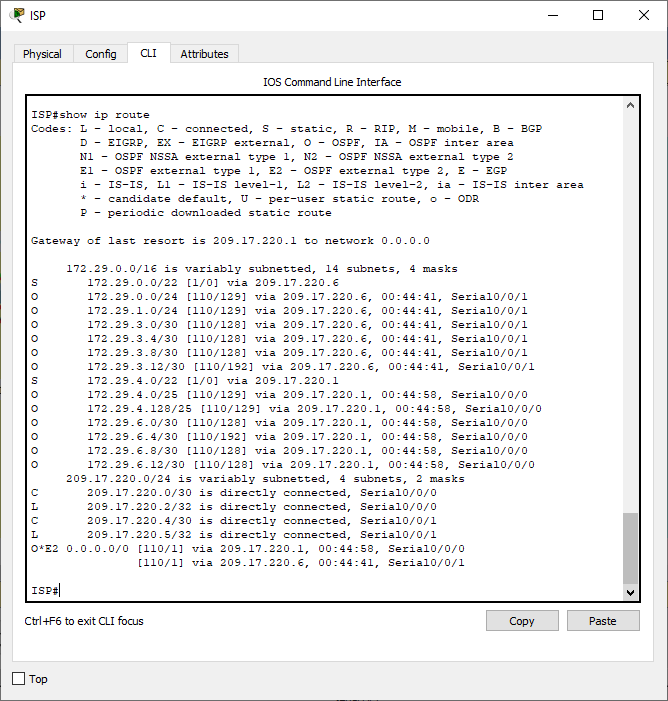 ISP
Physical Config CLI Attributes
IOS Command Line Interface
ISP#show ip route
Codes: L - local, C - connected, S - static, R - RIP, M - mobile, B - BGP
       D - EIGRP, EX - EIGRP external, O - OSPF, IA - OSPF inter area
       N1 - OSPF NSSA external type 1, N2 - OSPF NSSA external type 2
       E1 - OSPF external type 1, E2 - OSPF external type 2, E - EGP
       i - IS-IS, L1 - IS-IS level-1, L2 - IS-IS level-2, ia - IS-IS inter area
       * - candidate default, U - per-user static route, o - ODR
       P - periodic downloaded static route
Gateway of last resort is 209.17.220.1 to network 0.0.0.0
     172.29.0.0/16 is variably subnetted, 14 subnets, 4 masks
S       172.29.0.0/22 [1/0] via 209.17.220.6
O       172.29.0.0/24 [110/129] via 209.17.220.6, 00:44:41, Serial0/0/1
O       172.29.1.0/24 [110/129] via 209.17.220.6, 00:44:41, Serial0/0/1
O       172.29.3.0/30 [110/128] via 209.17.220.6, 00:44:41, Serial0/0/1
O       172.29.3.4/30 [110/128] via 209.17.220.6, 00:44:41, Serial0/0/1
O       172.29.3.8/30 [110/128] via 209.17.220.6, 00:44:41, Serial0/0/1
O       172.29.3.12/30 [110/192] via 209.17.220.6, 00:44:41, Serial0/0/1
S       172.29.4.0/22 [1/0] via 209.17.220.1
O       172.29.4.0/25 [110/129] via 209.17.220.1, 00:44:58, Serial0/0/0
O       172.29.4.128/25 [110/129] via 209.17.220.1, 00:44:58, Serial0/0/0
O       172.29.6.0/30 [110/128] via 209.17.220.1, 00:44:58, Serial0/0/0
O       172.29.6.4/30 [110/192] via 209.17.220.1, 00:44:58, Serial0/0/0
O       172.29.6.8/30 [110/128] via 209.17.220.1, 00:44:58, Serial0/0/0
O       172.29.6.12/30 [110/128] via 209.17.220.1, 00:44:58, Serial0/0/0
     209.17.220.0/24 is variably subnetted, 4 subnets, 2 masks
C       209.17.220.0/30 is directly connected, Serial0/0/0
L       209.17.220.2/32 is directly connected, Serial0/0/0
C       209.17.220.4/30 is directly connected, Serial0/0/1
L       209.17.220.5/32 is directly connected, Serial0/0/1
O*E2 0.0.0.0/0 [110/1] via 209.17.220.1, 00:44:58, Serial0/0/0
               [110/1] via 209.17.220.6, 00:44:41, Serial0/0/1
ISP#
Ctrl+F6 to exit CLI focus Copy Paste
Top